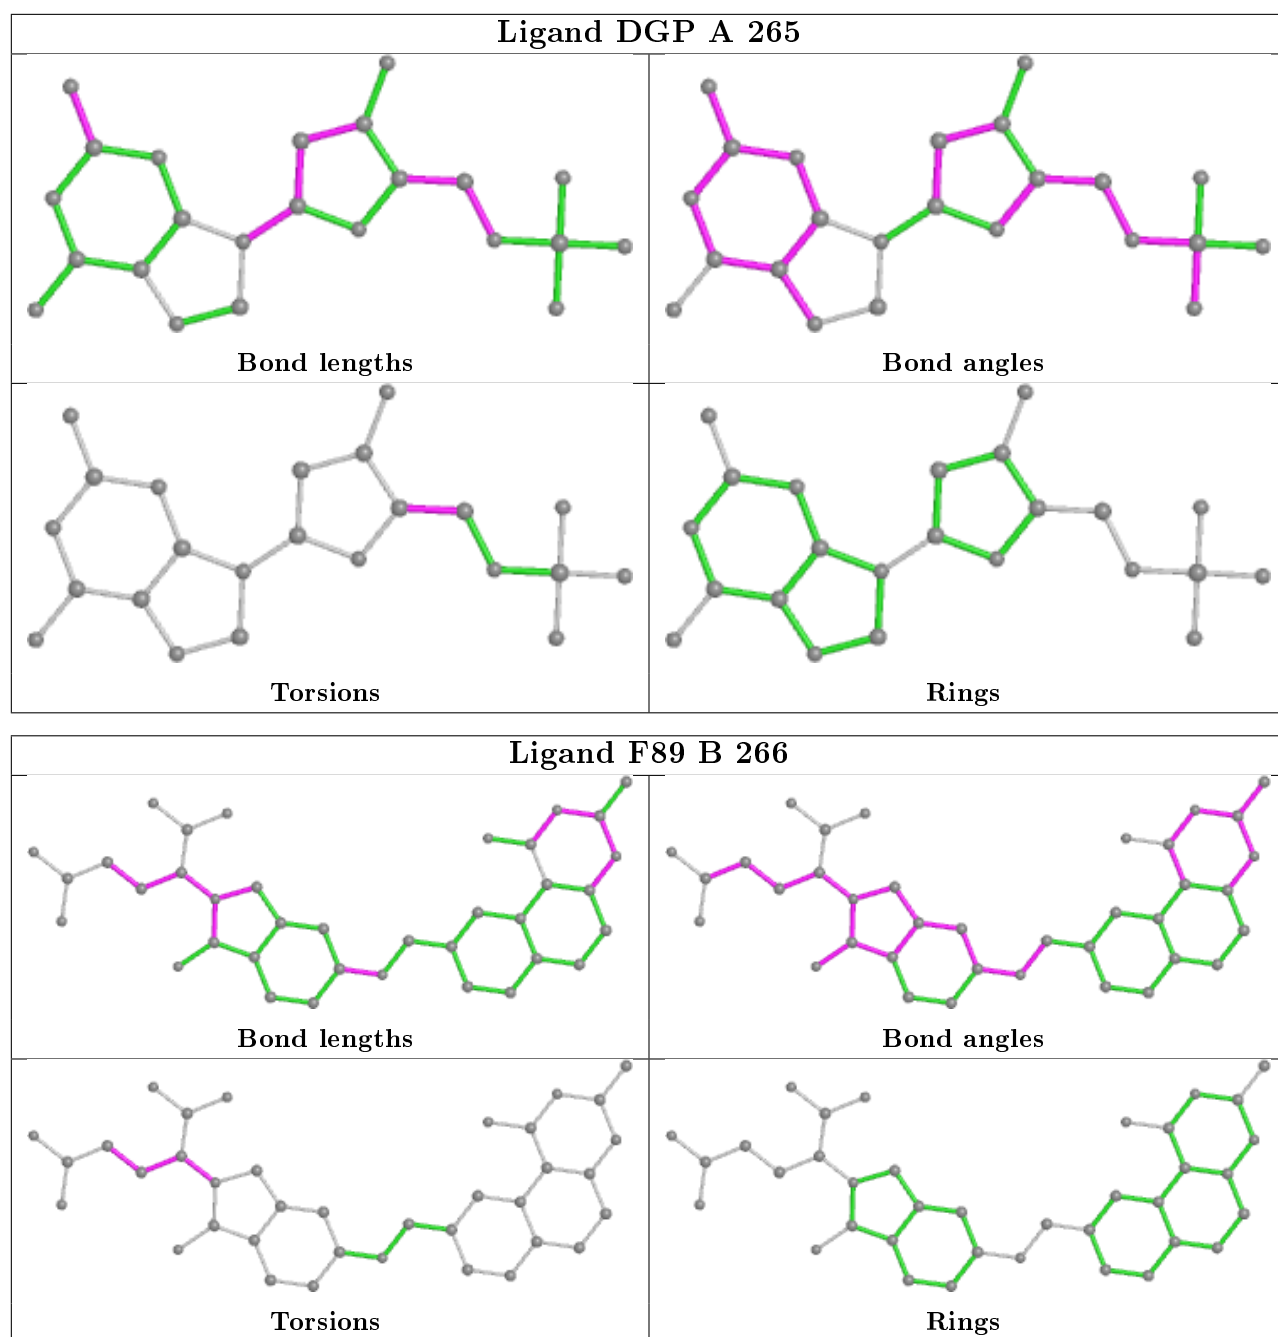 Ligand DGP A 265
Bond lengths
Bond angles
Torsions
Rings
Ligand F89 B 266
Bond lengths
Bond angles
Torsions
Rings